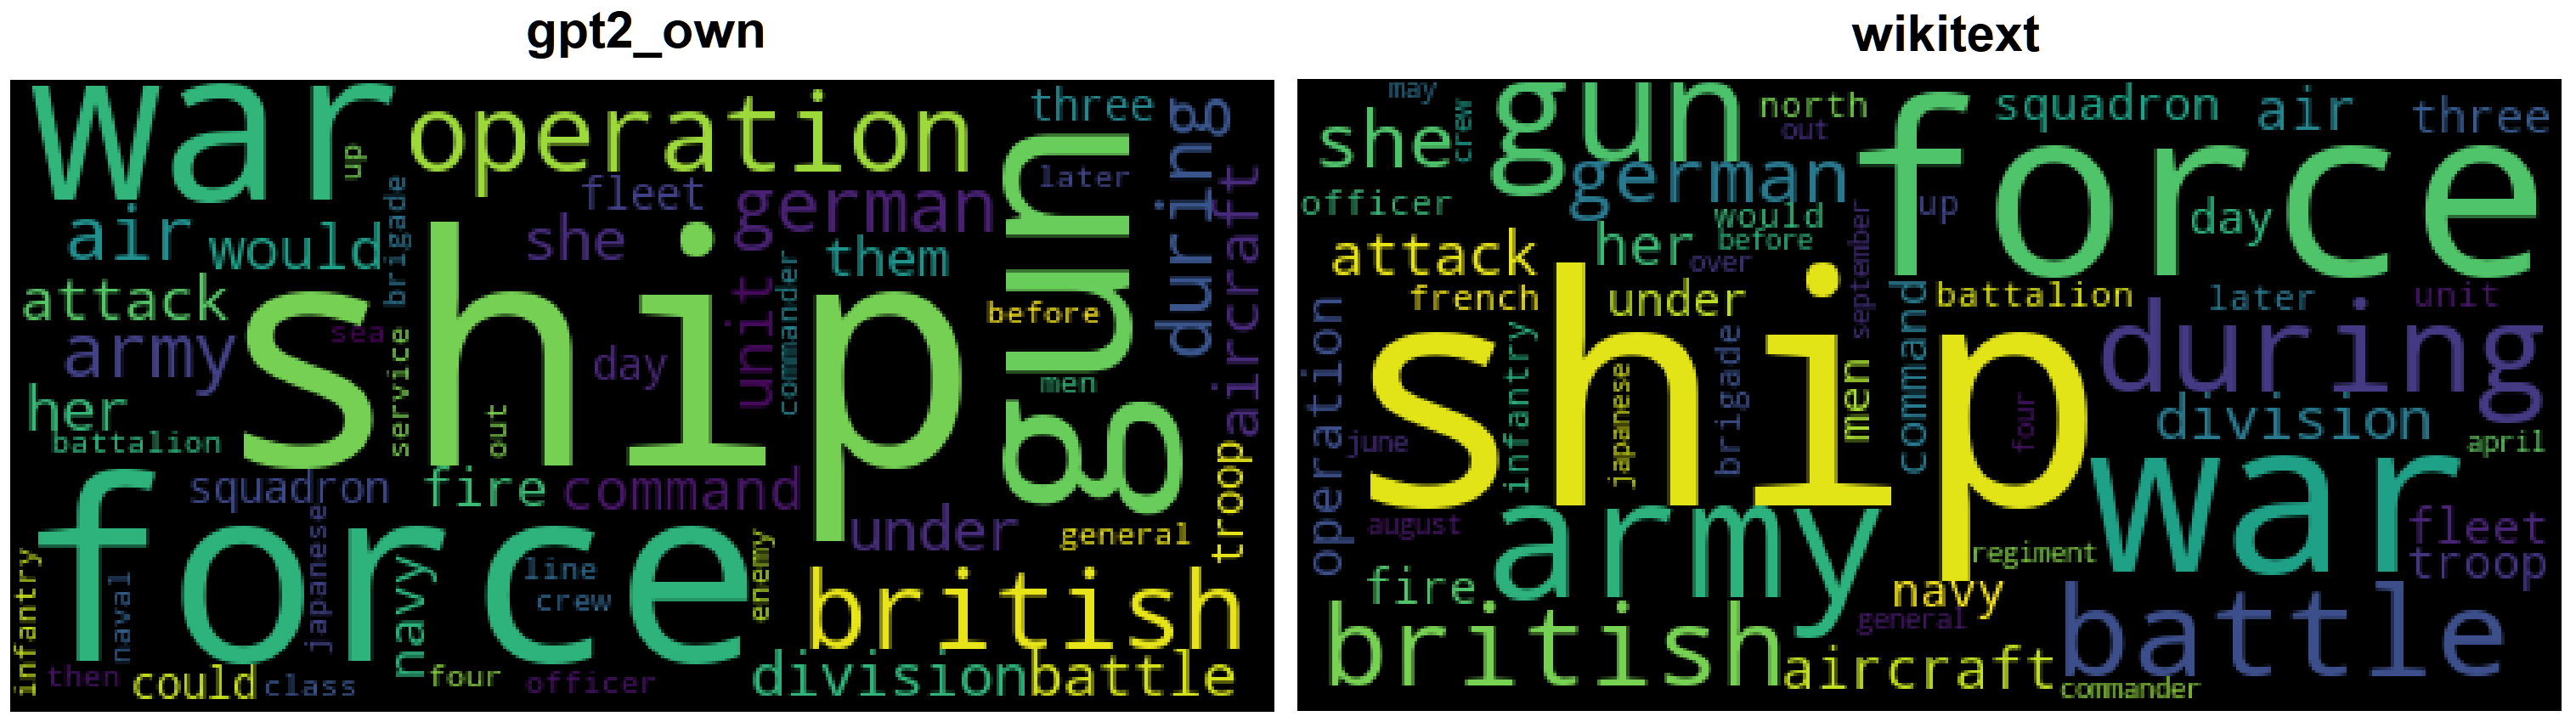 gpt2_own
war
operation
three
during
up
fleet
later
german
gun
air
would
brigade
she
them
aircraft
attack
ship
unit
commander
before
army
sea
day
men
her
service
out
battalion
squadron
fire
command
troop
force
japanese
under
general
infantry
naval
navy
line
crew
enemy
british
then
could
class
four
officer
division
battle
wikitext
may
gun
north
force
squadron
air
three
she
crew
out
german
officer
would
september
up
day
attack
her
before
over
french
under
command
battalion
later
unit
operation
ship
infantry
japanese
brigade
men
four
during
division
june
april
august
army
war
regiment
fleet
fire
navy
troop
british
general
aircraft
battle
commander